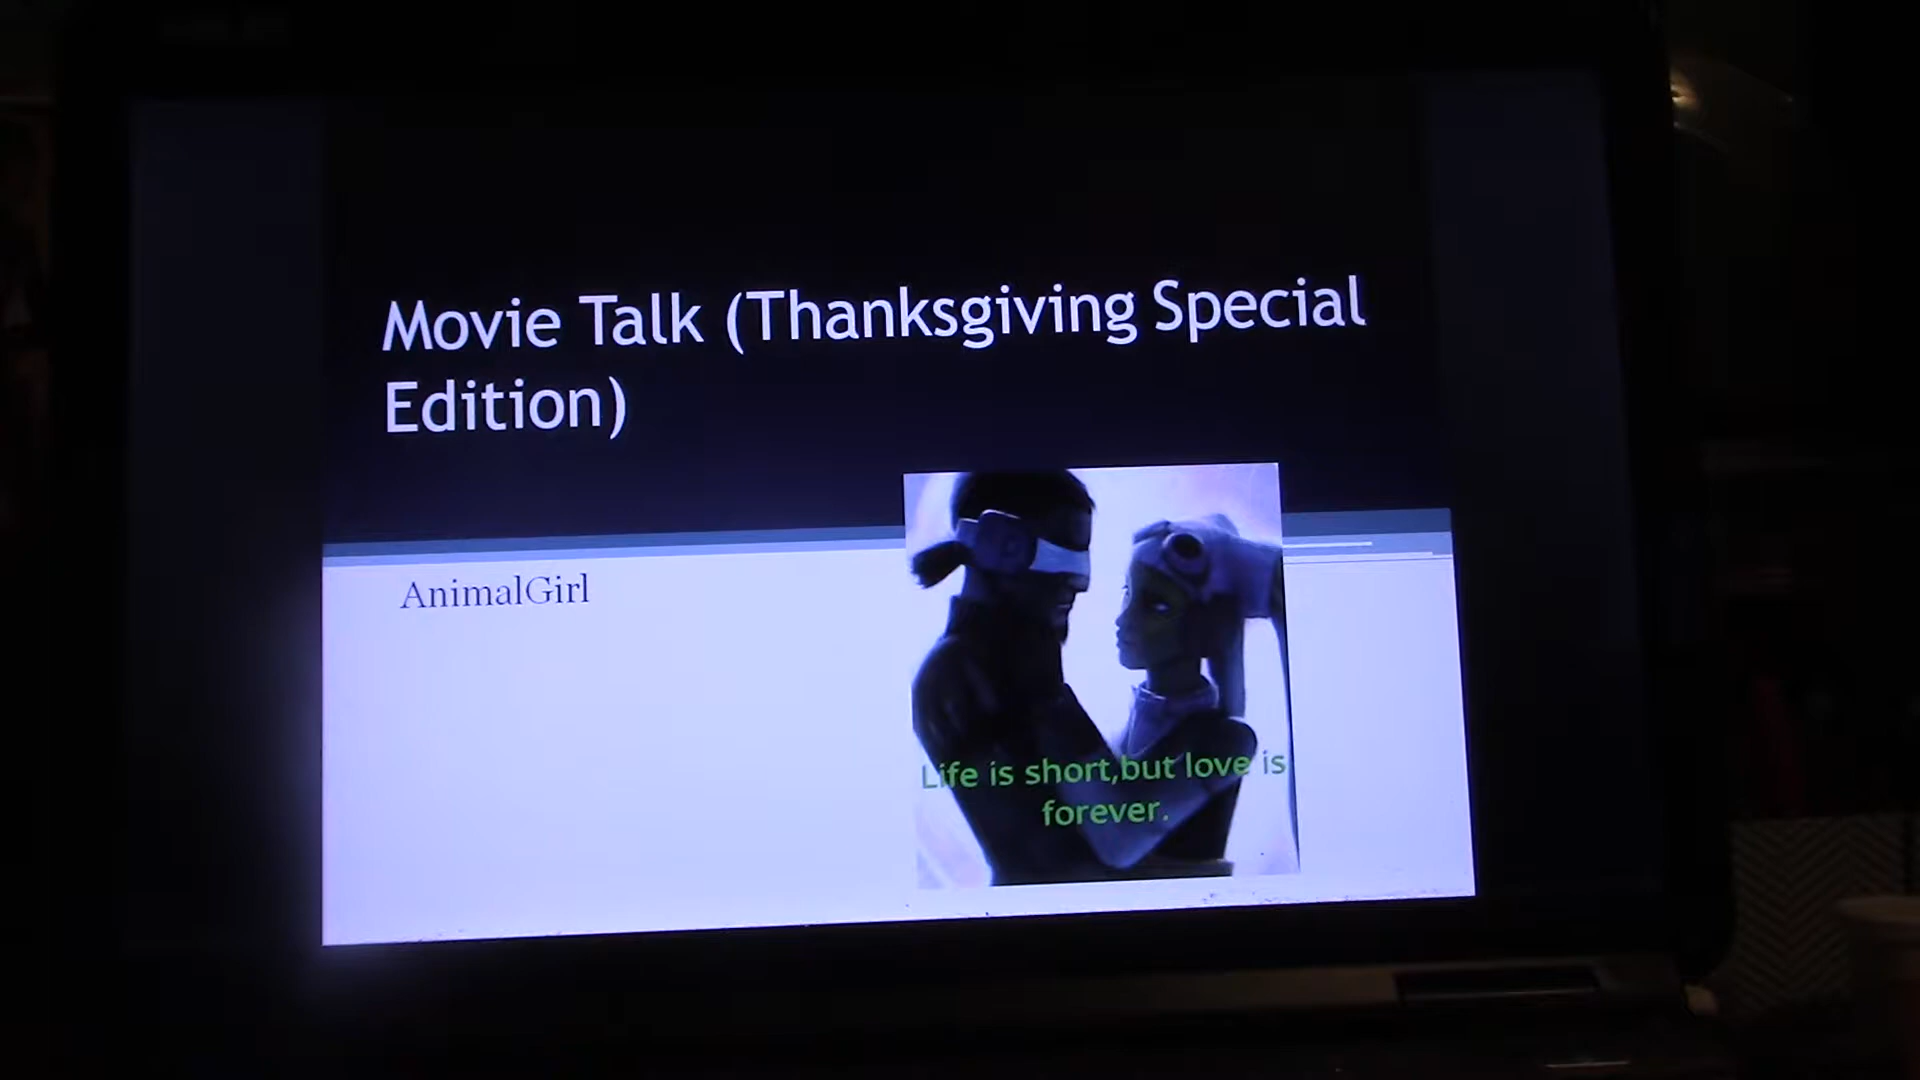 Movie Talk (Thanksgiving Special
Edition)
AnimalGirl
Life is short,but love is
forever.